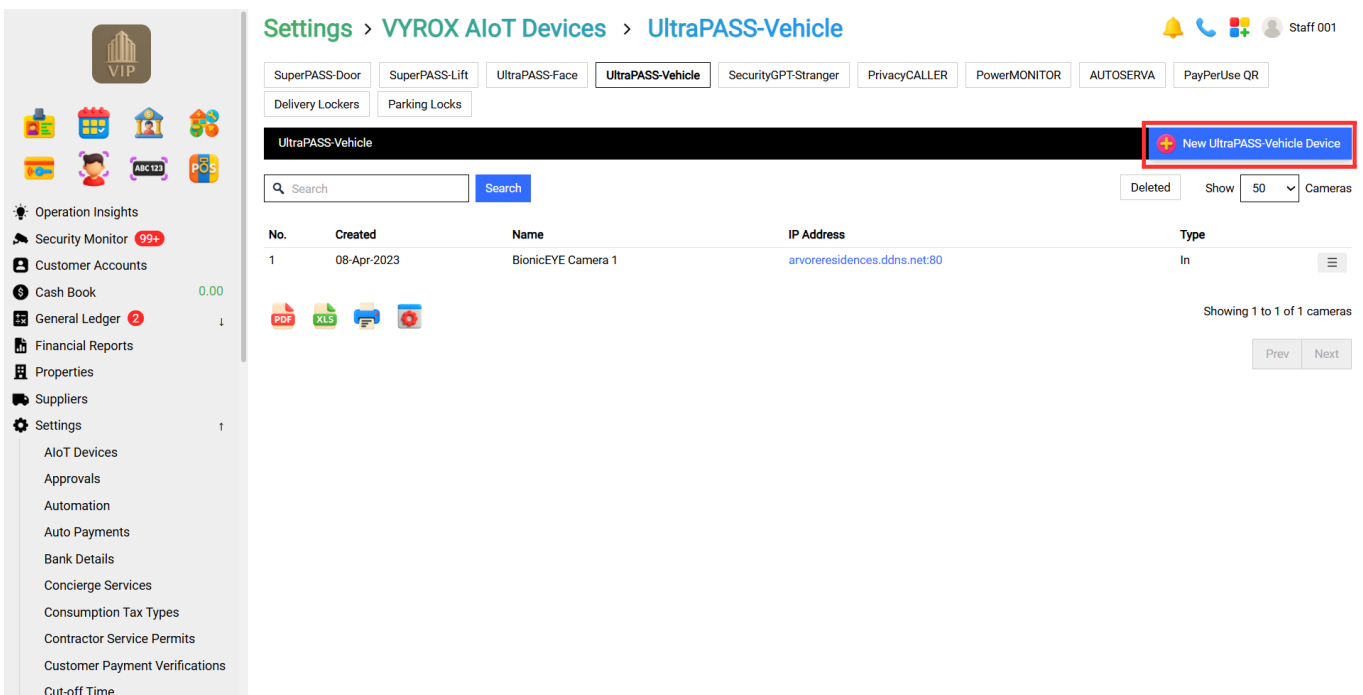 VIP
ABC 123
POS
Operation Insights
Security Monitor 99+
Customer Accounts
Cash Book 0.00
General Ledger 2 ↓
Financial Reports
Properties
Suppliers
Settings ↑
AIoT Devices
Approvals
Automation
Auto Payments
Bank Details
Concierge Services
Consumption Tax Types
Contractor Service Permits
Customer Payment Verifications
Cut-off Time
Settings › VYROX AIoT Devices › UltraPASS-Vehicle
Staff 001
SuperPASS-Door SuperPASS-Lift UltraPASS-Face UltraPASS-Vehicle SecurityGPT-Stranger PrivacyCALLER PowerMONITOR AUTOSERVA PayPerUse QR
Delivery Lockers Parking Locks
UltraPASS-Vehicle New UltraPASS-Vehicle Device
Search Search Deleted Show 50 Cameras
No. Created Name IP Address Type
1 08-Apr-2023 BionicEYE Camera 1 arvoreresidences.ddns.net:80 In
PDF XLS
Showing 1 to 1 of 1 cameras
Prev Next